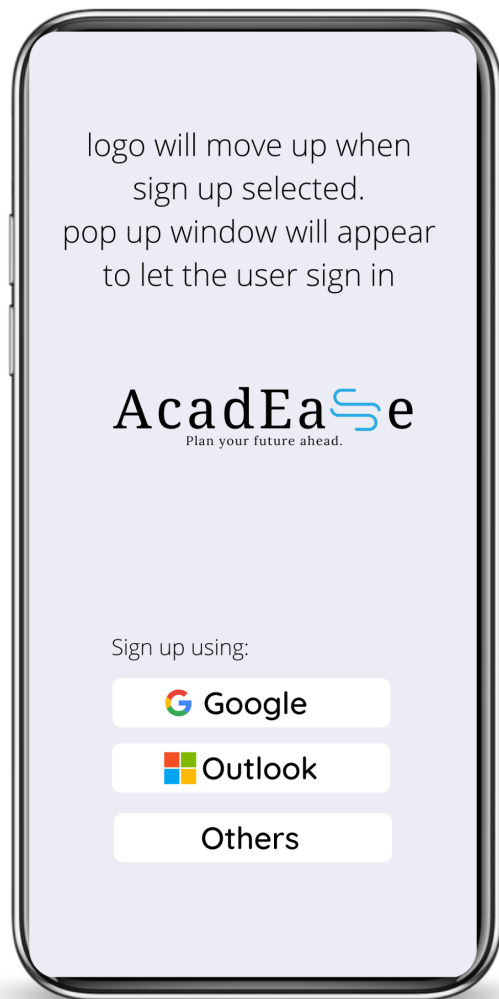 logo will move up when
sign up selected.
pop up window will appear
to let the user sign in
AcadEase
Plan your future ahead.
Sign up using:
Google
Outlook
Others